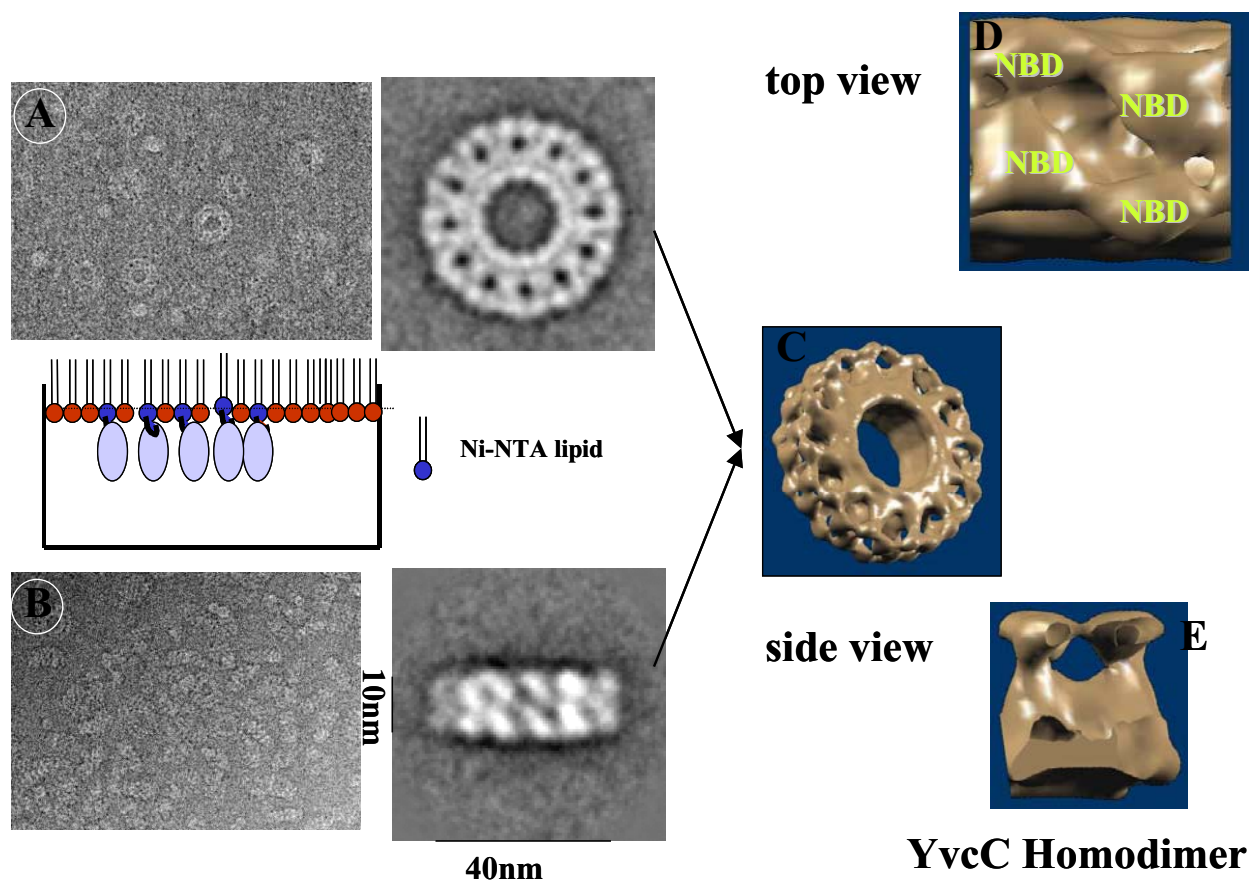 A
top view
D
NBD
NBD
NBD
NBD
C
Ni-NTA lipid
B
10nm
40nm
side view
E
YvcC Homodimer